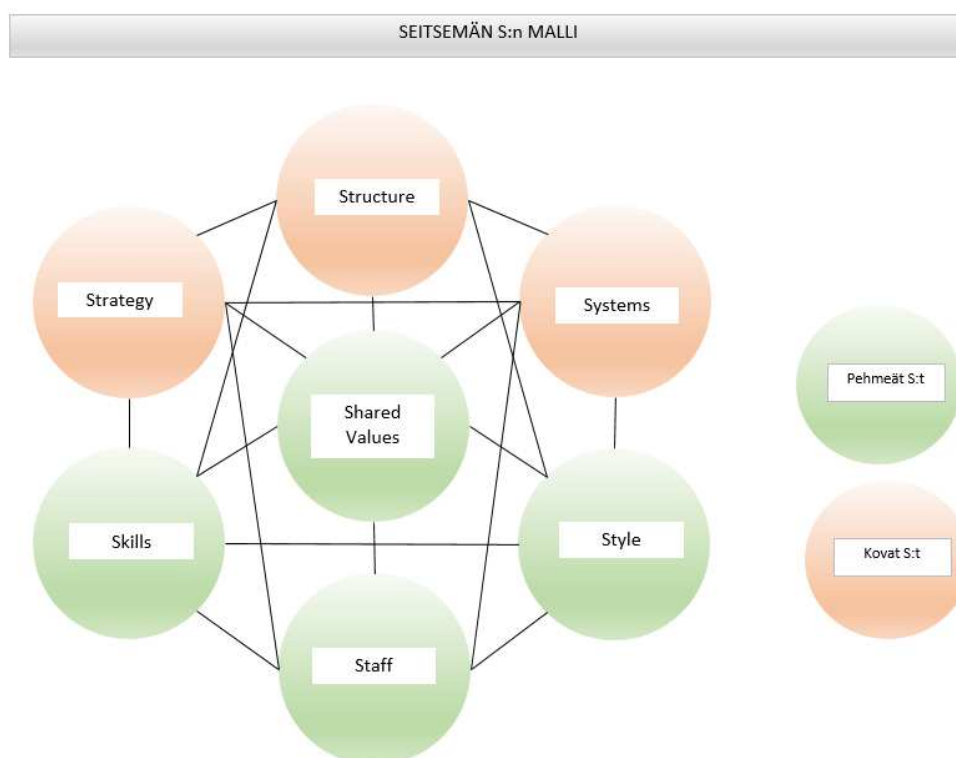 SEITSEMÄN S:n MALLI
Structure
Strategy
Systems
Pehmeät S:t
Shared
Values
Skills
Style
Kovat S:t
Staff